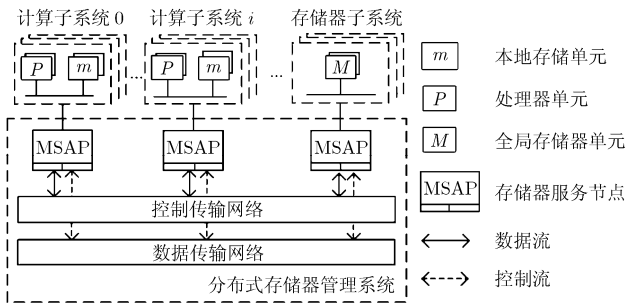 计算子系统 0
计算子系统 i
存储器子系统
P
m
...
P
m
...
M
MSAP
MSAP
MSAP
控制传输网络
数据传输网络
分布式存储器管理系统
m
本地存储单元
P
处理器单元
M
全局存储器单元
MSAP
存储器服务节点
数据流
控制流